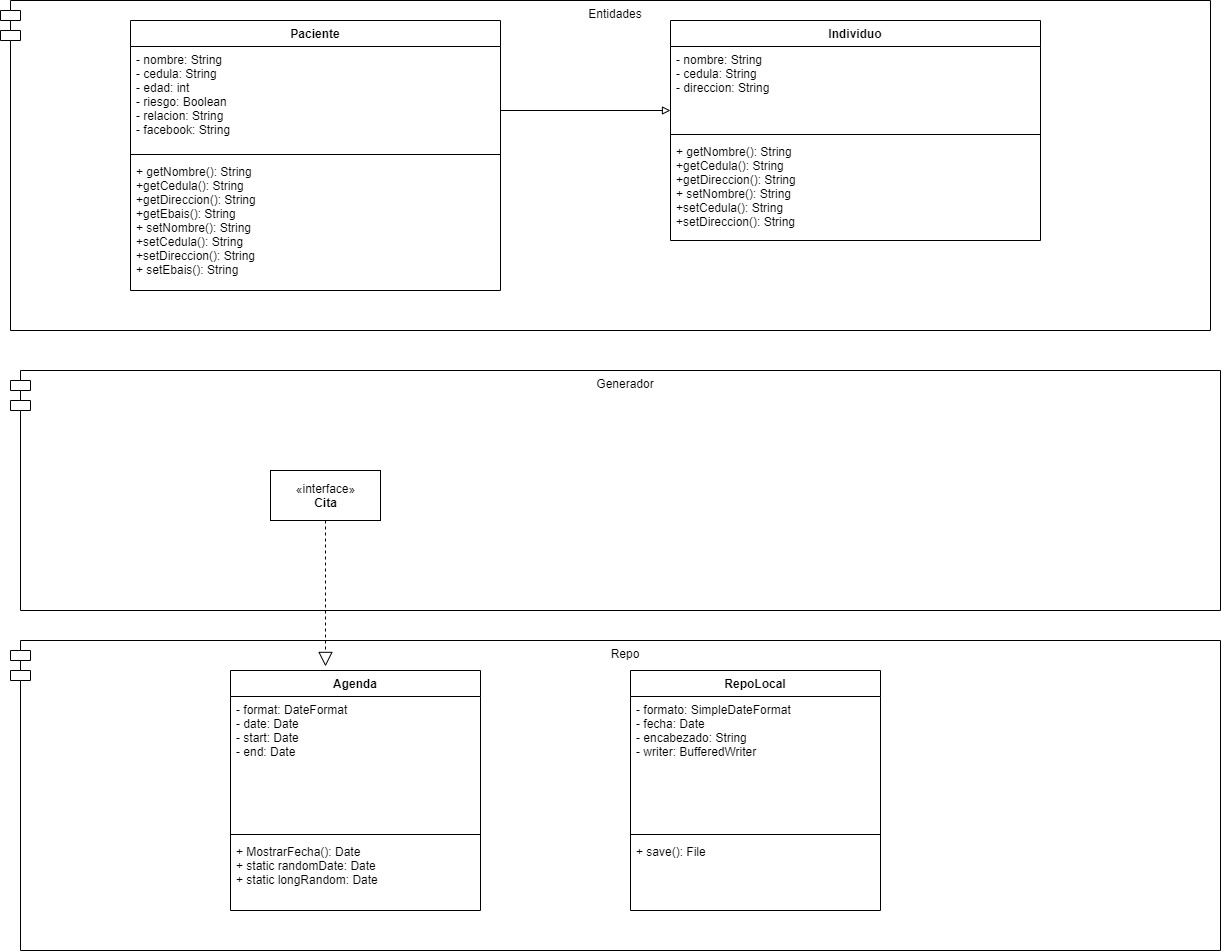 Entidades
Paciente
- nombre: String
- cedula: String
- edad: int
- riesgo: Boolean
- relacion: String
- facebook: String
+ getNombre(): String
+getCedula(): String
+getDireccion(): String
+getEbais(): String
+ setNombre(): String
+setCedula(): String
+setDireccion(): String
+ setEbais(): String
Individuo
- nombre: String
- cedula: String
- direccion: String
+ getNombre(): String
+getCedula(): String
+getDireccion(): String
+ setNombre(): String
+setCedula(): String
+setDireccion(): String
Generador
«interface»
Cita
Repo
Agenda
- format: DateFormat
- date: Date
- start: Date
- end: Date
+ MostrarFecha(): Date
+ static randomDate: Date
+ static longRandom: Date
RepoLocal
- formato: SimpleDateFormat
- fecha: Date
- encabezado: String
- writer: BufferedWriter
+ save(): File